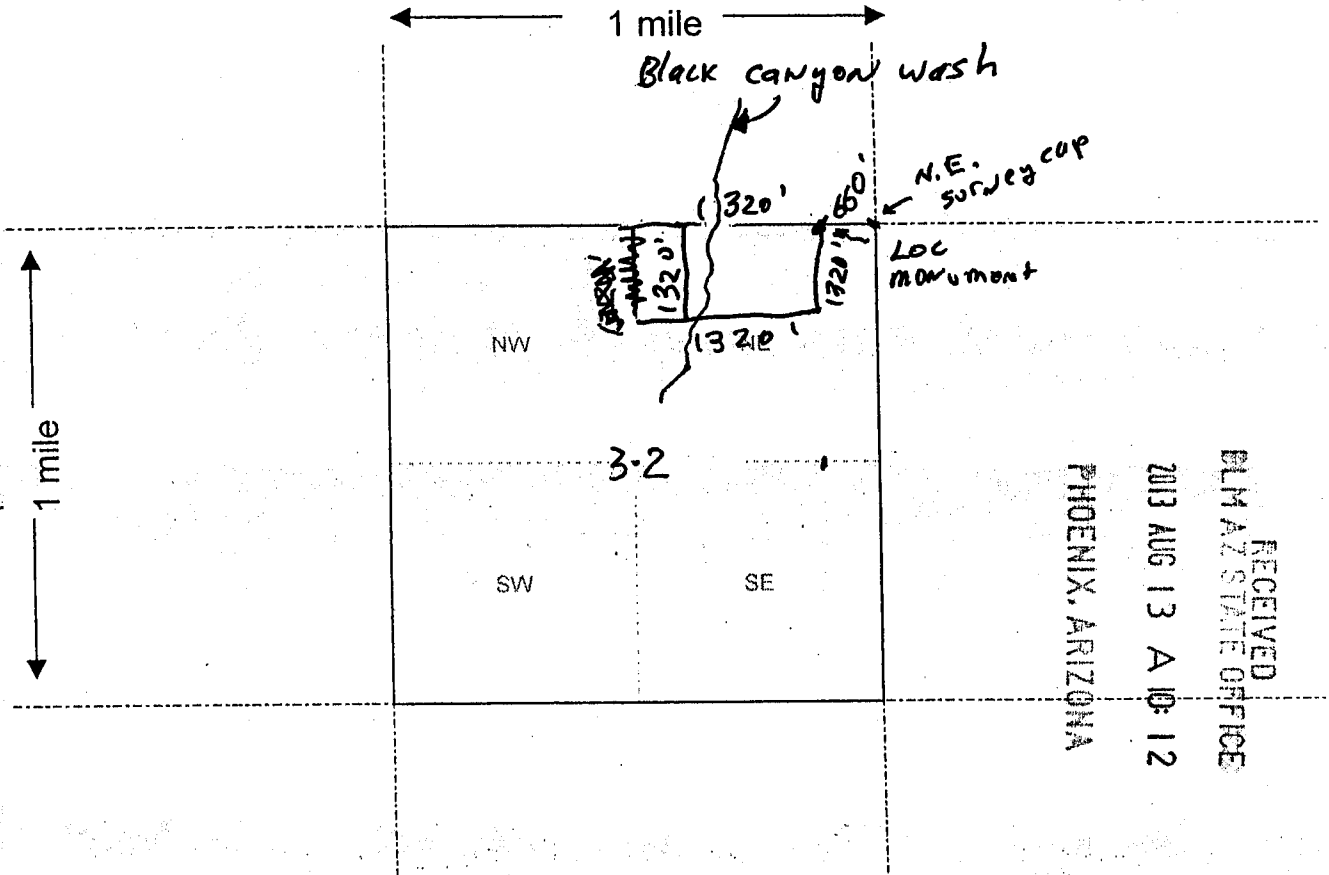 1 mile
Black canyon wash
N.E.
survey cap
1320'
660'
LOC
monument
1320'
1320'
1320'
NW
NE
1 mile
3-2
SW
SE
RECEIVED
BLM AZ STATE OFFICE
2013 AUG 13 A 10: 12
PHOENIX, ARIZONA